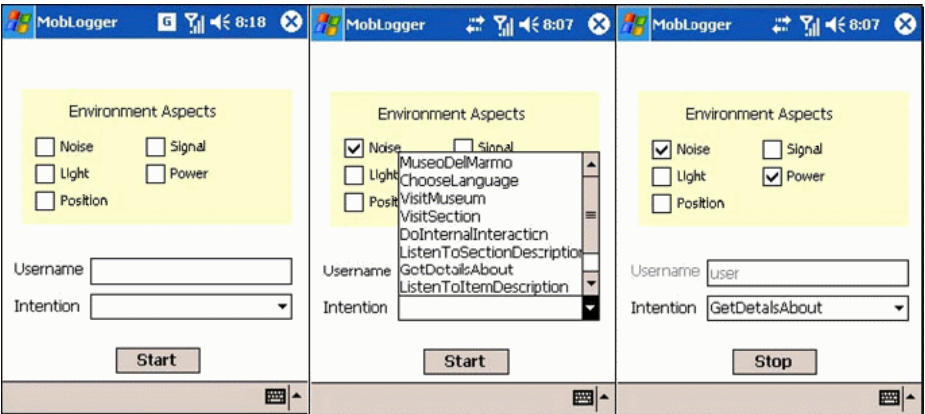 MobLogger G 8:18
Environment Aspects
Noise Signal
Light Power
Position
Username
Intention
Start
MobLogger 8:07
Environment Aspects
Noise Signal
Light
Posit
MuseoDelMarmo
ChooseLanguage
VisitMuseum
VisitSection
DoInternalInteraction
ListenToSectionDescription
GetDetailsAbout
ListenToItemDescription
Username
Intention
Start
MobLogger 8:07
Environment Aspects
Noise Signal
Light Power
Position
Username user
Intention GetDetalsAbout
Stop